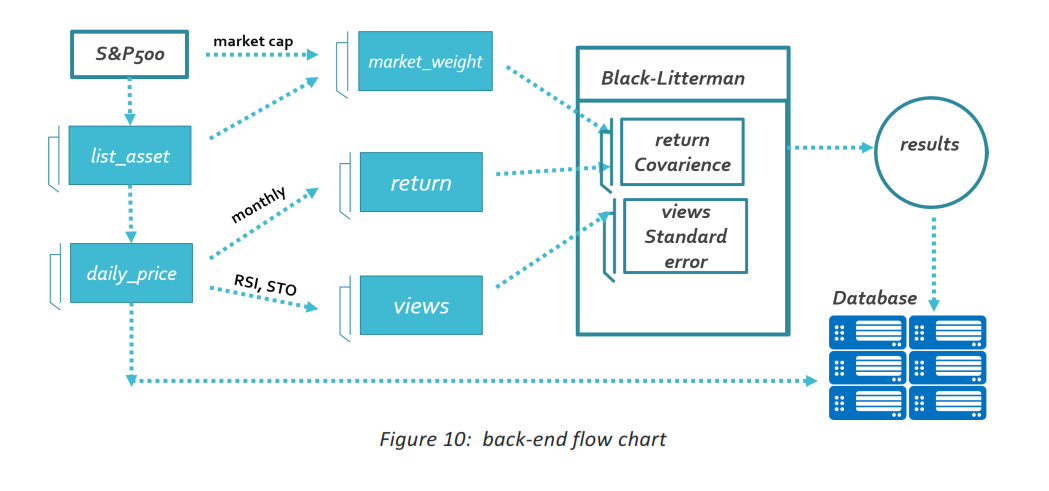 S&P500
market cap
market_weight
list_asset
monthly
return
daily_price
RSI, STO
views
Black-Litterman
return
Covarience
views
Standard
error
results
Database
Figure 10: back-end flow chart